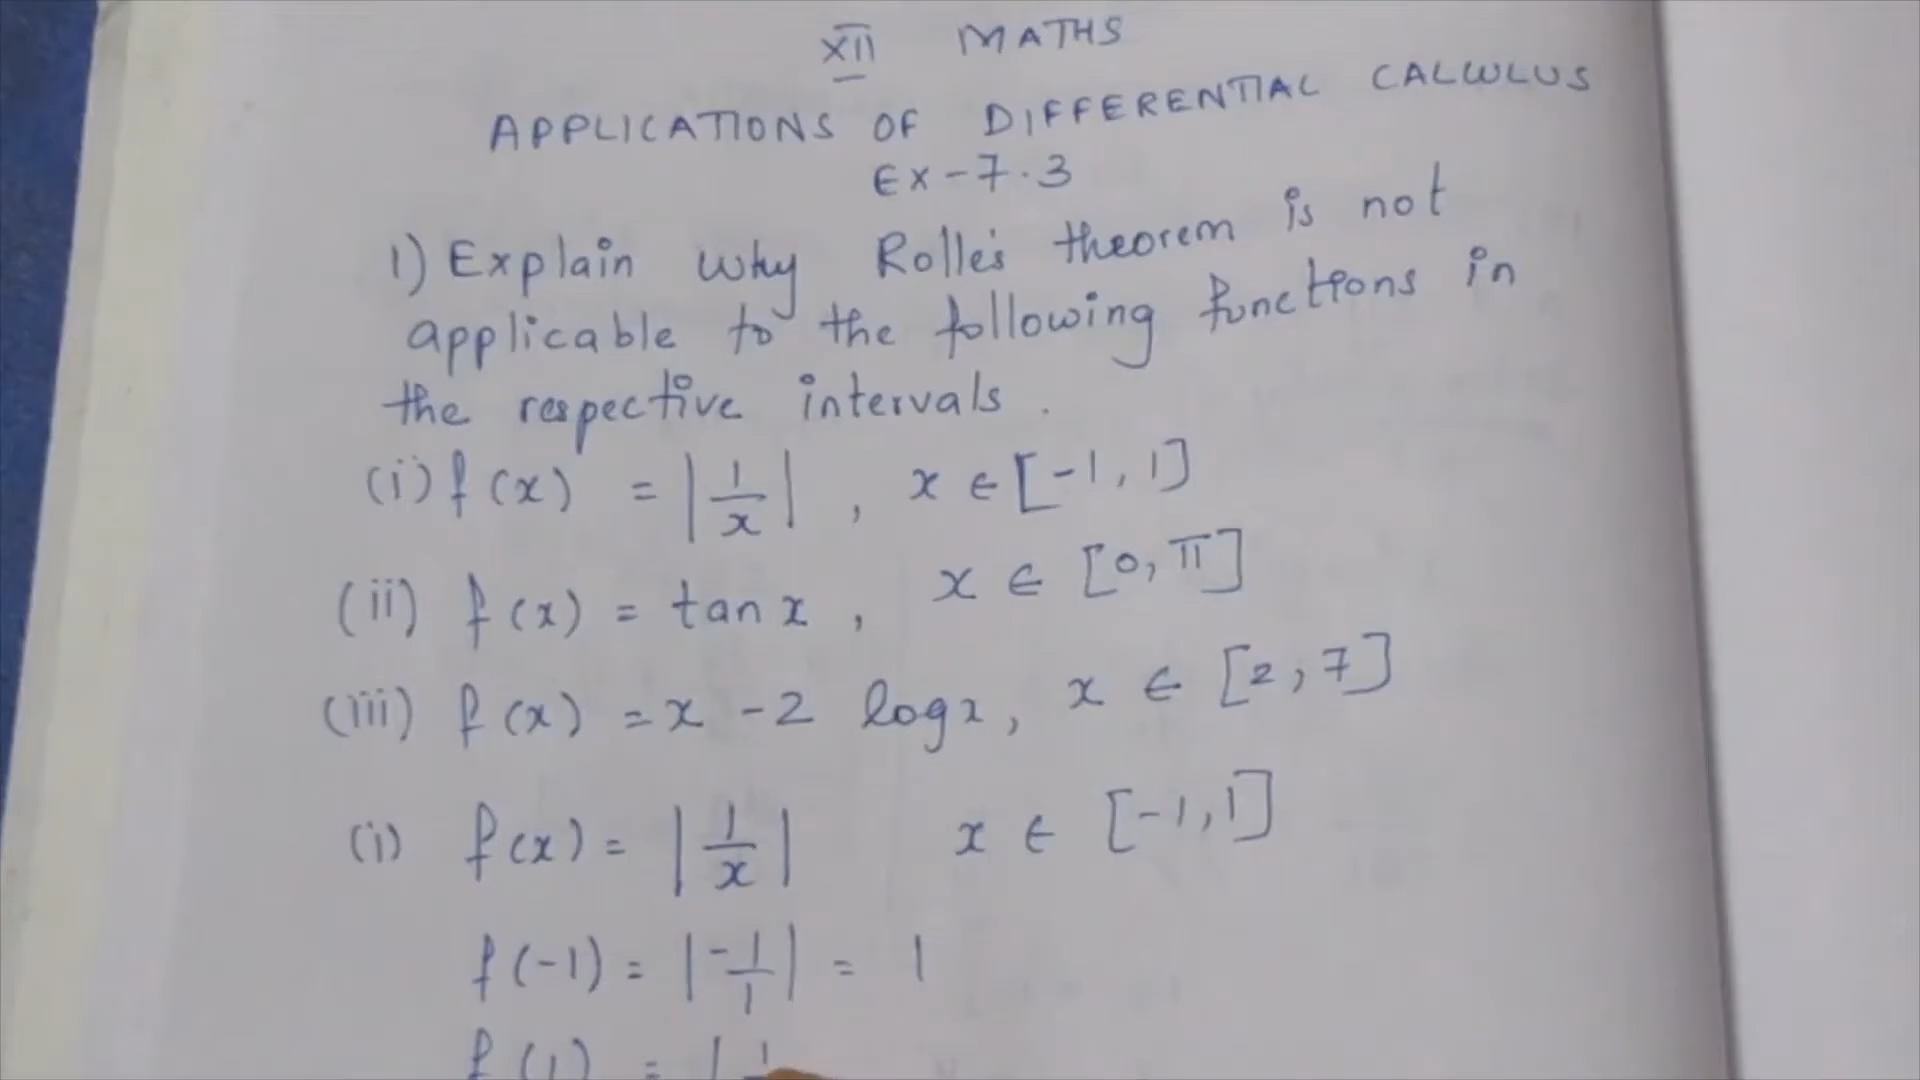 XII MATHS
APPLICATIONS OF DIFFERENTIAL CALCULUS
EX-7.3
1) Explain why Rolle's theorem is not
applicable to the following functions in
the respective intervals.
(i) f(x) = |1/x|, x ∈ [-1, 1]
(ii) f(x) = tan x, x ∈ [0, π]
(iii) f(x) = x - 2 log x, x ∈ [2, 7]
(i) f(x) = |1/x| x ∈ [-1, 1]
f(-1) = |-1/1| = 1
f(1) = |1